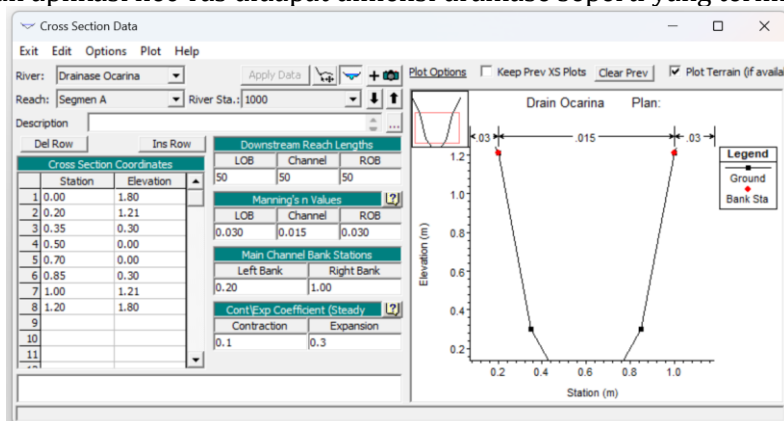 Cross Section Data
Exit Edit Options Plot Help
River: Drainase Ocarina Apply Data Plot Options Keep Prev XS Plots Clear Prev Plot Terrain (if availa
Reach: Segmen A River Sta.: 1000
Description ...
Del Row Ins Row
Cross Section Coordinates
Station Elevation
1 0.00 1.80
2 0.20 1.21
3 0.35 0.30
4 0.50 0.00
5 0.70 0.00
6 0.85 0.30
7 1.00 1.21
8 1.20 1.80
9
10
11
Downstream Reach Lengths
LOB Channel ROB
50 50 50
Manning's n Values
LOB Channel ROB
0.030 0.015 0.030
Main Channel Bank Stations
Left Bank Right Bank
0.20 1.00
Cont\Exp Coefficient (Steady
Contraction Expansion
0.1 0.3
Drain Ocarina Plan:
.03 .015 .03
Legend
Ground
Bank Sta
1.2
1.0
0.8
0.6
0.4
0.2
Elevation (m)
0.2 0.4 0.6 0.8 1.0
Station (m)